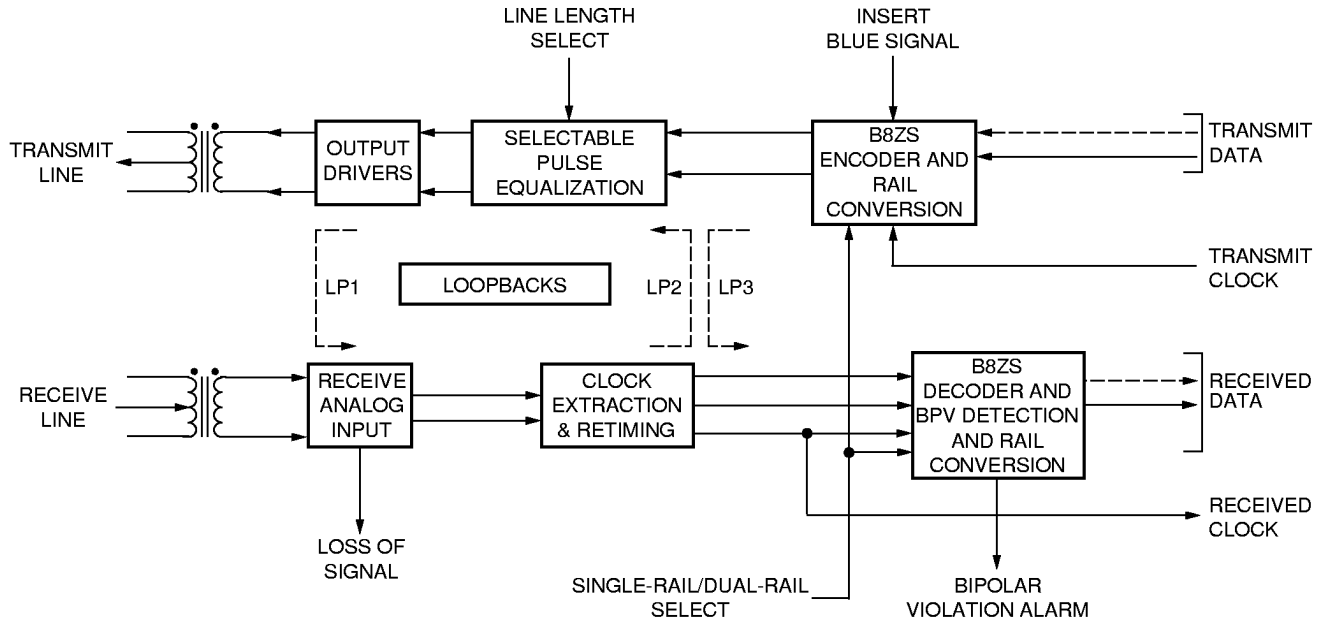 LINE LENGTH
SELECT
INSERT
BLUE SIGNAL
TRANSMIT
LINE
OUTPUT
DRIVERS
SELECTABLE
PULSE
EQUALIZATION
B8ZS
ENCODER AND
RAIL
CONVERSION
TRANSMIT
DATA
LP1
LOOPBACKS
LP2
LP3
TRANSMIT
CLOCK
RECEIVE
LINE
RECEIVE
ANALOG
INPUT
CLOCK
EXTRACTION
& RETIMING
B8ZS
DECODER AND
BPV DETECTION
AND RAIL
CONVERSION
RECEIVED
DATA
RECEIVED
CLOCK
LOSS OF
SIGNAL
SINGLE-RAIL/DUAL-RAIL
SELECT
BIPOLAR
VIOLATION ALARM